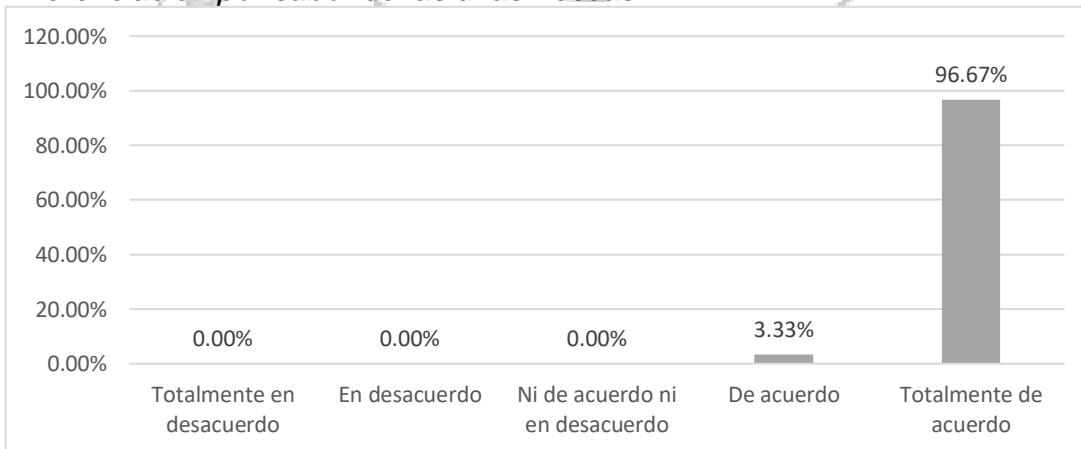 120.00%
100.00%
80.00%
60.00%
40.00%
20.00%
0.00%
0.00%
0.00%
0.00%
3.33%
96.67%
Totalmente en
desacuerdo
En desacuerdo
Ni de acuerdo ni
en desacuerdo
De acuerdo
Totalmente de
acuerdo